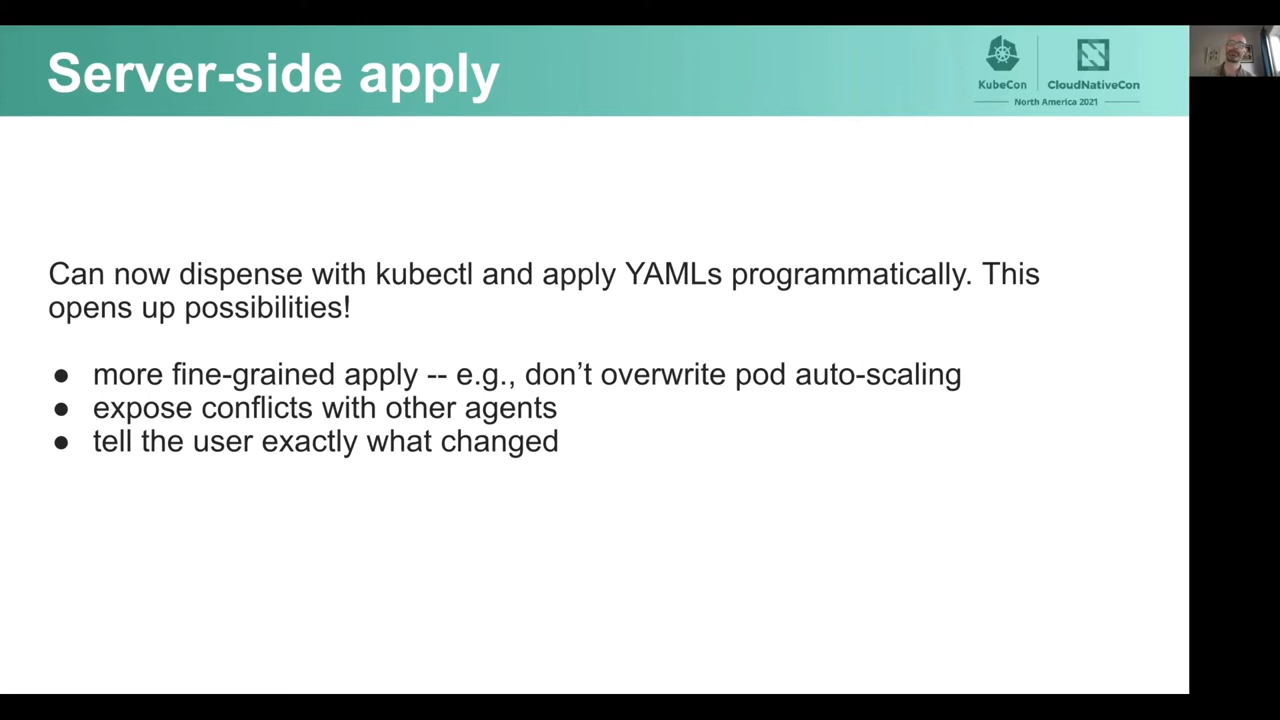 Server-side apply
KubeCon
CloudNativeCon
North America 2021
Can now dispense with kubectl and apply YAMLs programmatically. This
opens up possibilities!
● more fine-grained apply -- e.g., don’t overwrite pod auto-scaling
● expose conflicts with other agents
● tell the user exactly what changed